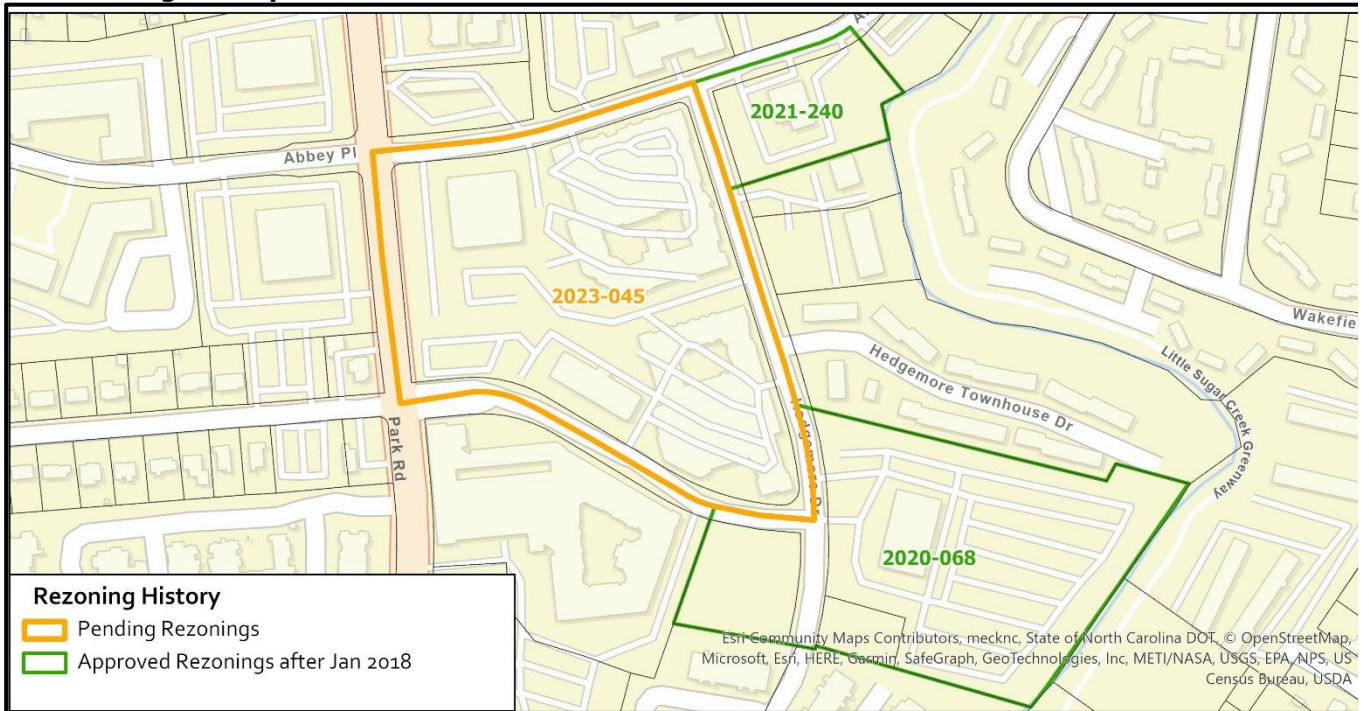 2021-240
Abbey Pl
2023-045
Wakefie
Hedgemore Townhouse Dr
Little Sugar Creek Greenway
Park Rd
Hedgemore Dr
2020-068
Rezoning History
Pending Rezonings
Approved Rezonings after Jan 2018
Esri Community Maps Contributors, mecknc, State of North Carolina DOT, © OpenStreetMap,
Microsoft, Esri, HERE, Garmin, SafeGraph, GeoTechnologies, Inc, METI/NASA, USGS, EPA, NPS, US
Census Bureau, USDA